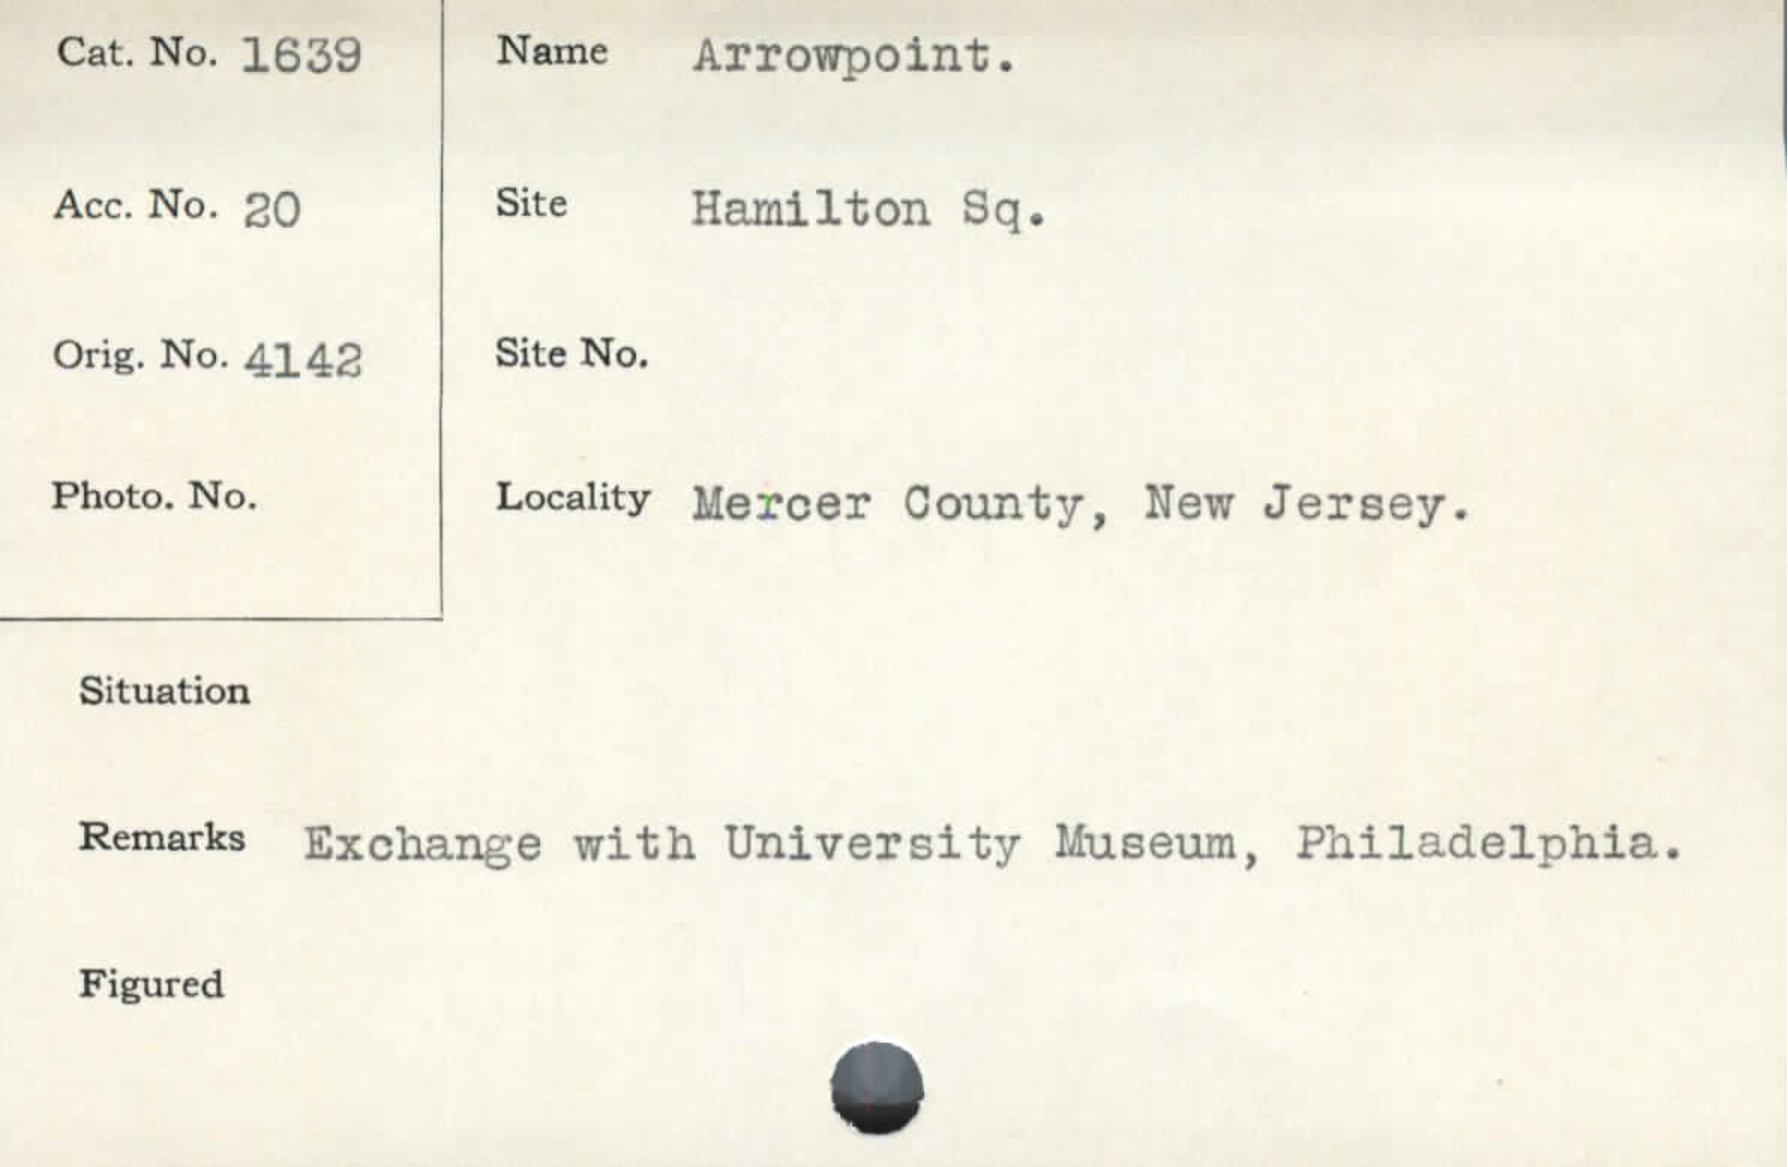 Cat. No. 1639
Name Arrowpoint.
Acc. No. 20
Site Hamilton Sq.
Orig. No. 4142
Site No.
Photo. No.
Locality Mercer County, New Jersey.
Situation
Remarks Exchange with University Museum, Philadelphia.
Figured